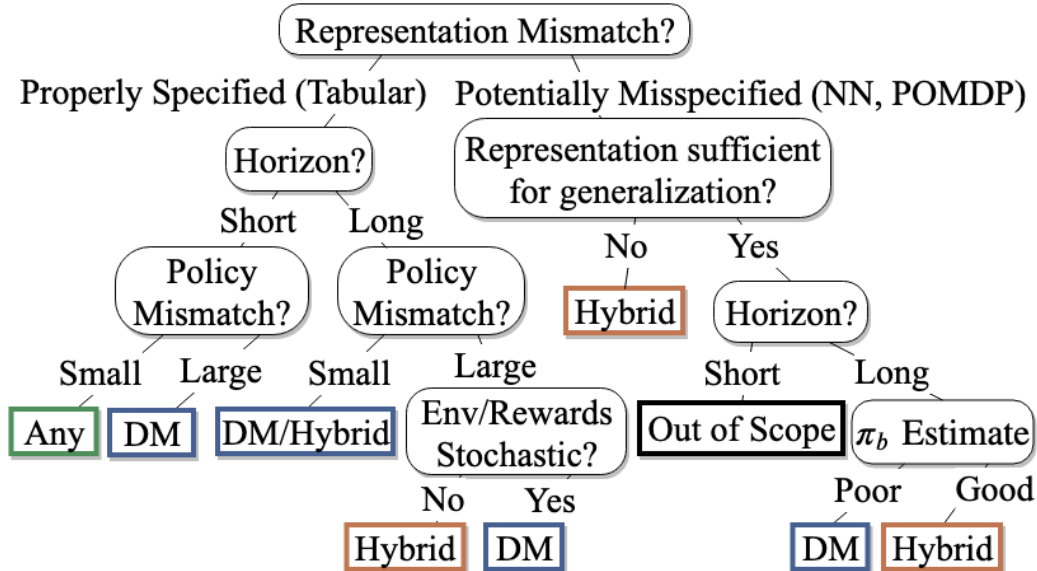 Representation Mismatch?
Properly Specified (Tabular)
Potentially Misspecified (NN, POMDP)
Horizon?
Representation sufficient
for generalization?
Short
Long
No
Yes
Policy
Mismatch?
Policy
Mismatch?
Hybrid
Horizon?
Small
Large
Small
Large
Short
Long
Any
DM
DM/Hybrid
Env/Rewards
Stochastic?
Out of Scope
π_b Estimate
No
Yes
Poor
Good
Hybrid
DM
DM
Hybrid